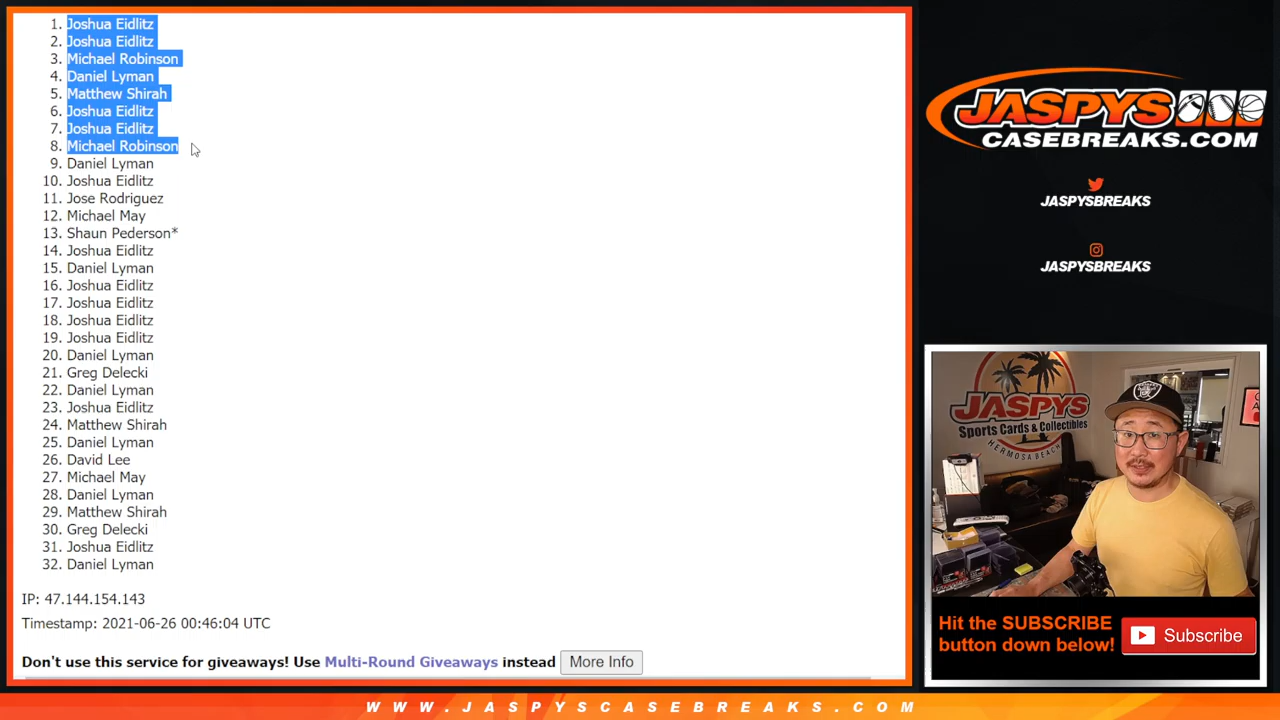 1. Joshua Eidlitz
2. Joshua Eidlitz
3. Michael Robinson
4. Daniel Lyman
5. Matthew Shirah
6. Joshua Eidlitz
7. Joshua Eidlitz
8. Michael Robinson
9. Daniel Lyman
10. Joshua Eidlitz
11. Jose Rodriguez
12. Michael May
13. Shaun Pederson*
14. Joshua Eidlitz
15. Daniel Lyman
16. Joshua Eidlitz
17. Joshua Eidlitz
18. Joshua Eidlitz
19. Joshua Eidlitz
20. Daniel Lyman
21. Greg Delecki
22. Daniel Lyman
23. Joshua Eidlitz
24. Matthew Shirah
25. Daniel Lyman
26. David Lee
27. Michael May
28. Daniel Lyman
29. Matthew Shirah
30. Greg Delecki
31. Joshua Eidlitz
32. Daniel Lyman
IP: 47.144.154.143
Timestamp: 2021-06-26 00:46:04 UTC
Don't use this service for giveaways! Use Multi-Round Giveaways instead More Info
JASPYS
CASEBREAKS.COM
JASPYSBREAKS
JASPYSBREAKS
JASPYS
Sports Cards & Collectibles
HERMOSA BEACH
Hit the SUBSCRIBE
button down below!
Subscribe
WWW.JASPYSCASEBREAKS.COM